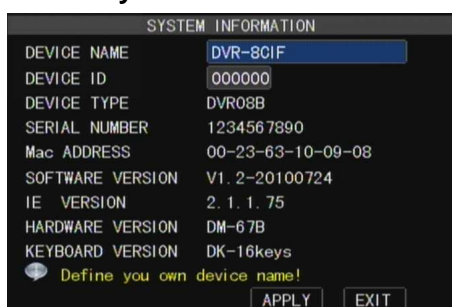 SYSTEM INFORMATION
DEVICE NAME DVR-8CIF
DEVICE ID 000000
DEVICE TYPE DVR08B
SERIAL NUMBER 1234567890
Mac ADDRESS 00-23-63-10-09-08
SOFTWARE VERSION V1.2-20100724
IE VERSION 2.1.1.75
HARDWARE VERSION DM-67B
KEYBOARD VERSION DK-16keys
Define you own device name!
APPLY EXIT